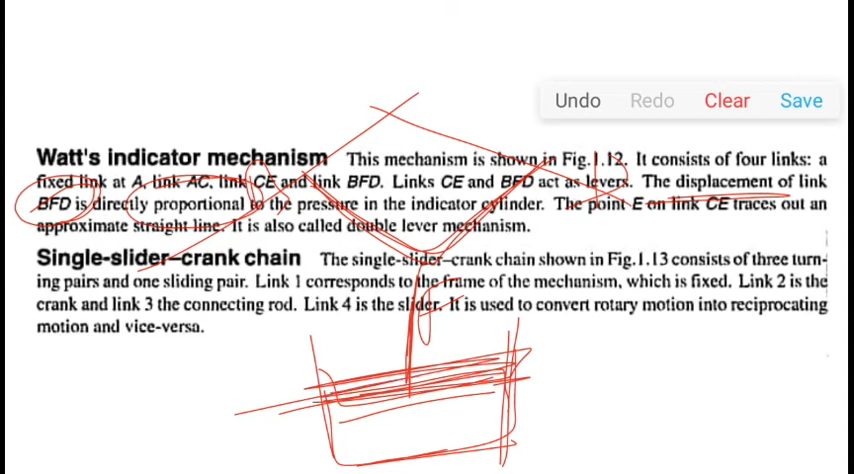 Undo Redo Clear Save
Watt's indicator mechanism This mechanism is shown in Fig. 1.12. It consists of four links: a
fixed link at A, link AC, link CE and link BFD. Links CE and BFD act as levers. The displacement of link
BFD is directly proportional to the pressure in the indicator cylinder. The point E on link CE traces out an
approximate straight line. It is also called double lever mechanism.
Single-slider–crank chain The single-slider–crank chain shown in Fig.1.13 consists of three turn-
ing pairs and one sliding pair. Link 1 corresponds to the frame of the mechanism, which is fixed. Link 2 is the
crank and link 3 the connecting rod. Link 4 is the slider. It is used to convert rotary motion into reciprocating
motion and vice-versa.